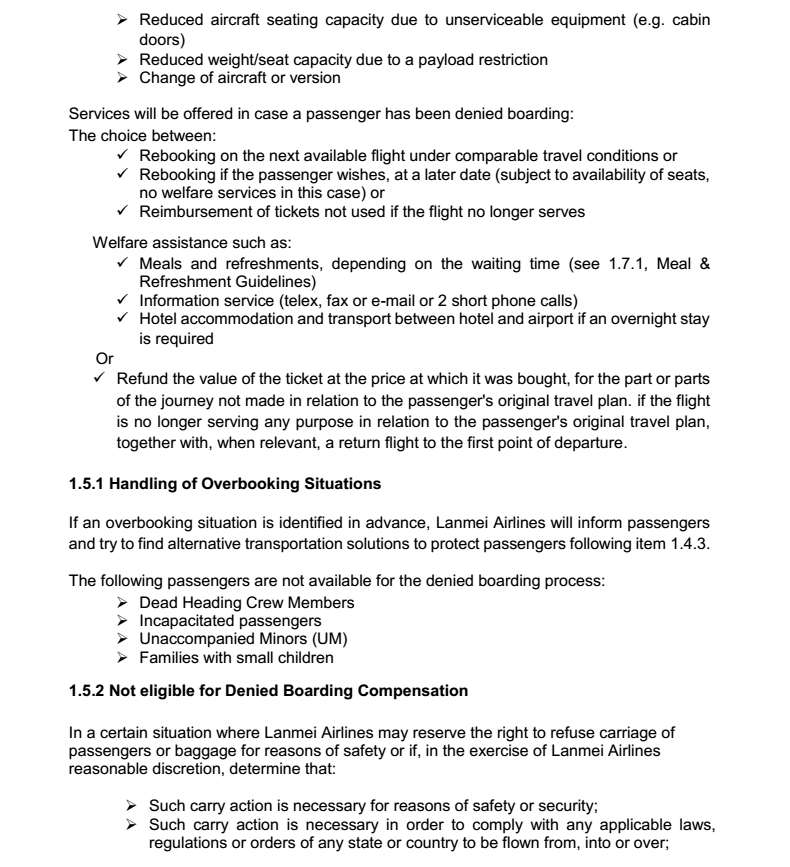 ➢ Reduced aircraft seating capacity due to unserviceable equipment (e.g. cabin
doors)
➢ Reduced weight/seat capacity due to a payload restriction
➢ Change of aircraft or version
Services will be offered in case a passenger has been denied boarding:
The choice between:
✓ Rebooking on the next available flight under comparable travel conditions or
✓ Rebooking if the passenger wishes, at a later date (subject to availability of seats,
no welfare services in this case) or
✓ Reimbursement of tickets not used if the flight no longer serves
Welfare assistance such as:
✓ Meals and refreshments, depending on the waiting time (see 1.7.1, Meal &
Refreshment Guidelines)
✓ Information service (telex, fax or e-mail or 2 short phone calls)
✓ Hotel accommodation and transport between hotel and airport if an overnight stay
is required
Or
✓ Refund the value of the ticket at the price at which it was bought, for the part or parts
of the journey not made in relation to the passenger's original travel plan. if the flight
is no longer serving any purpose in relation to the passenger's original travel plan,
together with, when relevant, a return flight to the first point of departure.
1.5.1 Handling of Overbooking Situations
If an overbooking situation is identified in advance, Lanmei Airlines will inform passengers
and try to find alternative transportation solutions to protect passengers following item 1.4.3.
The following passengers are not available for the denied boarding process:
➢ Dead Heading Crew Members
➢ Incapacitated passengers
➢ Unaccompanied Minors (UM)
➢ Families with small children
1.5.2 Not eligible for Denied Boarding Compensation
In a certain situation where Lanmei Airlines may reserve the right to refuse carriage of
passengers or baggage for reasons of safety or if, in the exercise of Lanmei Airlines
reasonable discretion, determine that:
➢ Such carry action is necessary for reasons of safety or security;
➢ Such carry action is necessary in order to comply with any applicable laws,
regulations or orders of any state or country to be flown from, into or over;